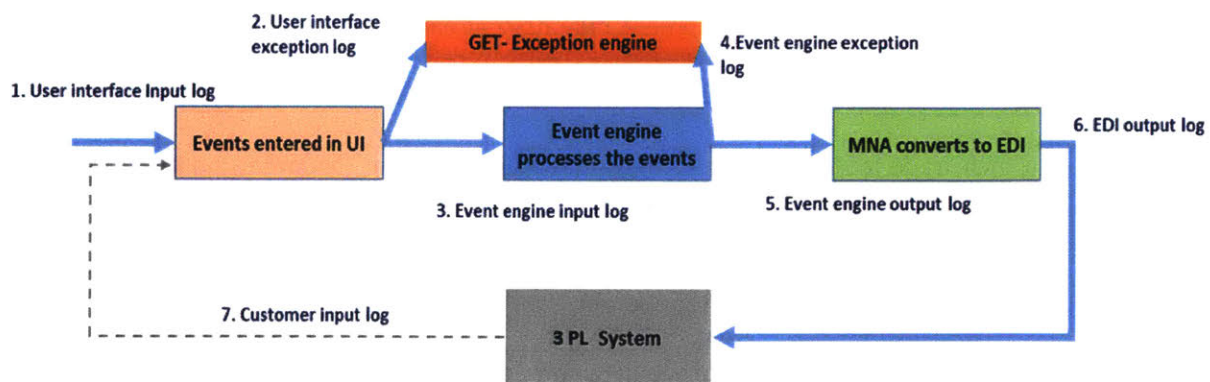 2. User interface
exception log
GET- Exception engine
4.Event engine exception
log
1. User interface Input log
Events entered in UI
Event engine
processes the events
MNA converts to EDI
6. EDI output log
3. Event engine input log
5. Event engine output log
7. Customer input log
3 PL System